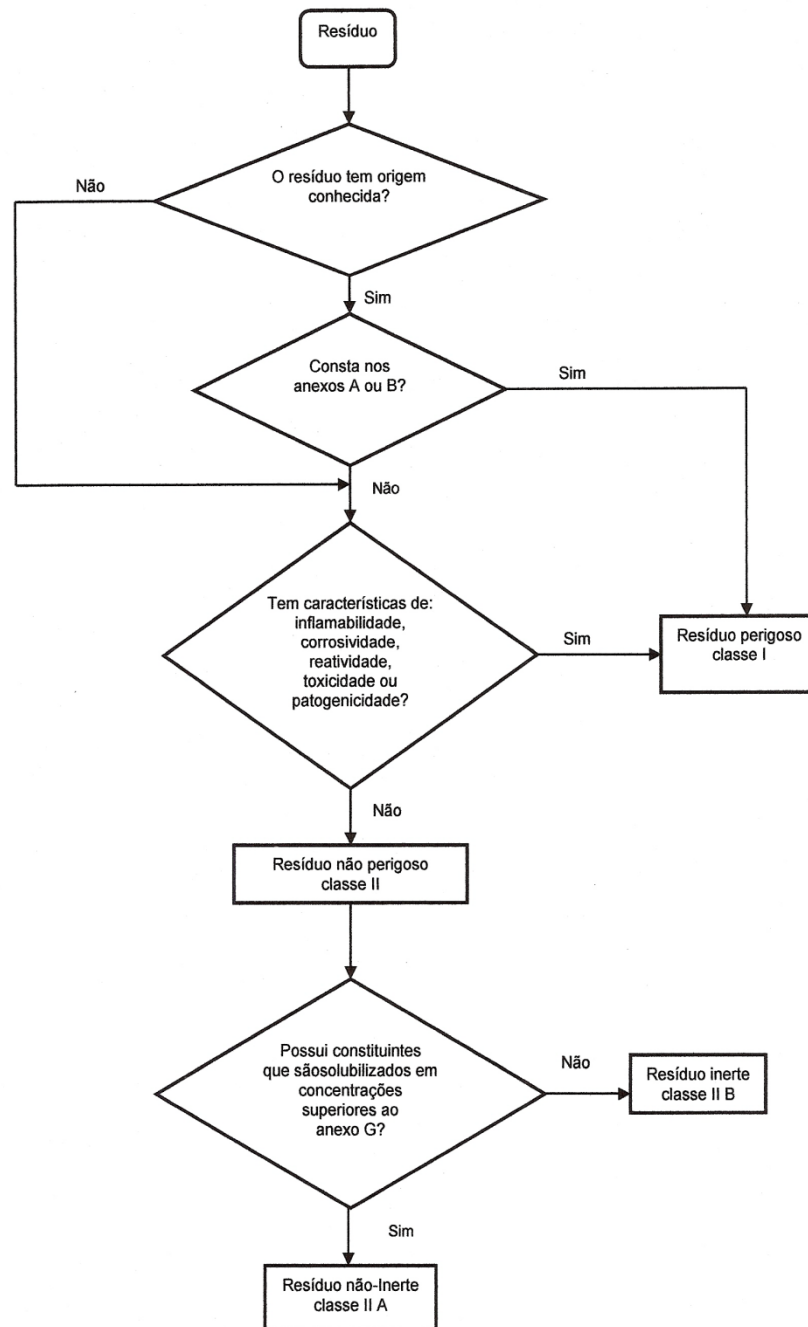 Resíduo
O resíduo tem origem
conhecida?
Não
Sim
Consta nos
anexos A ou B?
Sim
Não
Tem características de:
inflamabilidade,
corrosividade,
reatividade,
toxicidade ou
patogenicidade?
Sim
Resíduo perigoso
classe I
Não
Resíduo não perigoso
classe II
Possui constituintes
que sãosolubilizados em
concentrações
superiores ao
anexo G?
Não
Resíduo inerte
classe II B
Sim
Resíduo não-Inerte
classe II A